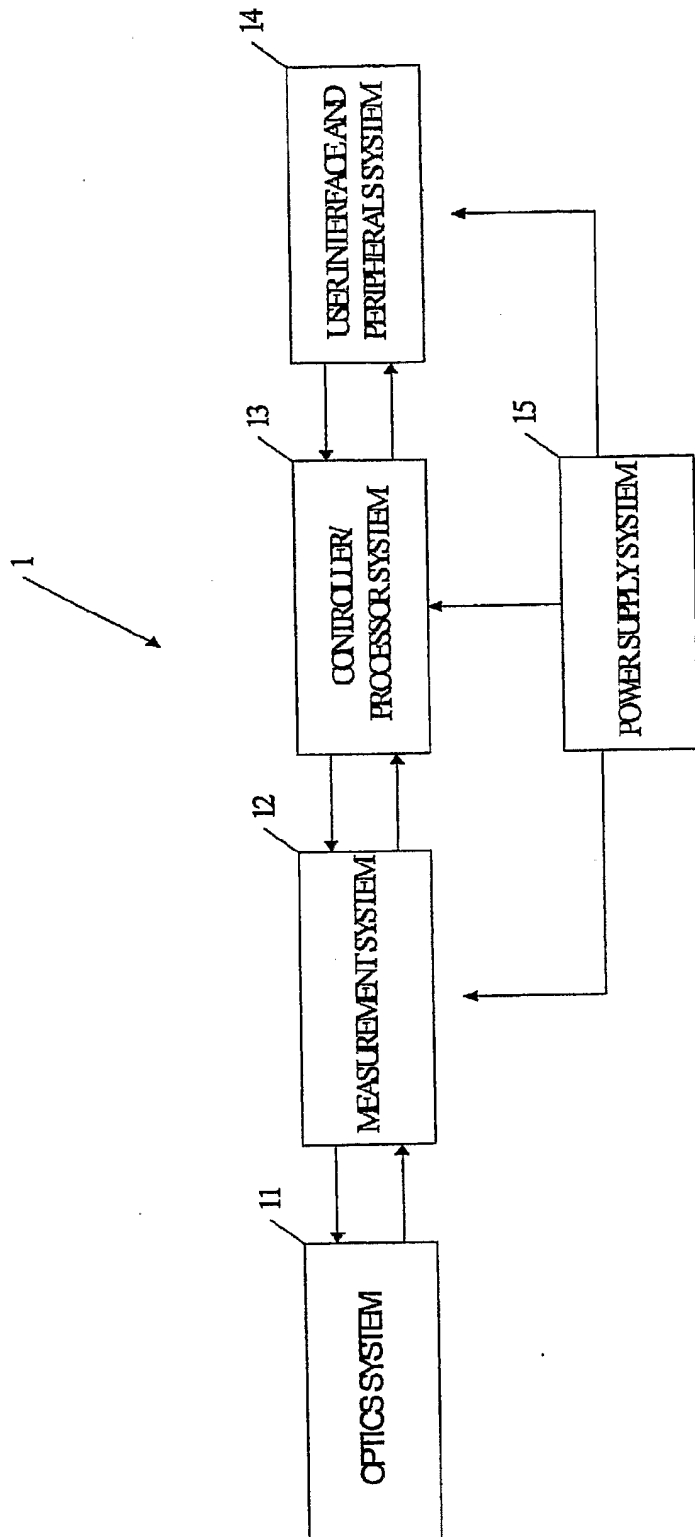 1
11
OPTICS SYSTEM
12
MEASUREMENT SYSTEM
13
CONTROLLER/
PROCESSOR SYSTEM
14
USER INTERFACE AND
PERIPHERALS SYSTEM
15
POWER SUPPLY SYSTEM